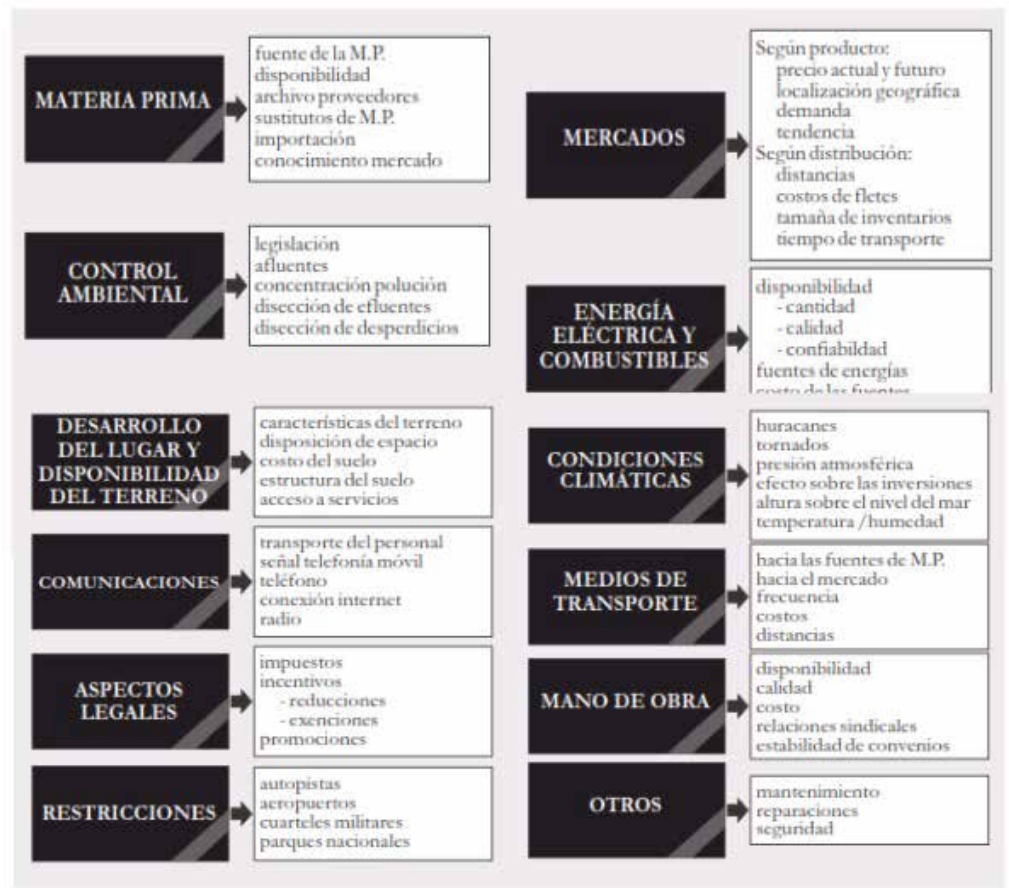 MATERIA PRIMA
fuente de la M.P.
disponibilidad
archivo proveedores
sustitutos de M.P.
importación
conocimiento mercado
MERCADOS
Según producto:
precio actual y futuro
localización geográfica
demanda
tendencia
Según distribución:
distancias
costos de fletes
tamaña de inventarios
tiempo de transporte
CONTROL
AMBIENTAL
legislación
afluentes
concentración polución
disección de efluentes
disección de desperdicios
ENERGÍA
ELÉCTRICA Y
COMBUSTIBLES
disponibilidad
- cantidad
- calidad
- confiabildad
fuentes de energías
costo de las fuentes
DESARROLLO
DEL LUGAR Y
DISPONIBILIDAD
DEL TERRENO
características del terreno
disposición de espacio
costo del suelo
estructura del suelo
acceso a servicios
CONDICIONES
CLIMÁTICAS
huracanes
tornados
presión atmosférica
efecto sobre las inversiones
altura sobre el nivel del mar
temperatura /humedad
COMUNICACIONES
transporte del personal
señal telefonía móvil
teléfono
conexión internet
radio
MEDIOS DE
TRANSPORTE
hacia las fuentes de M.P.
hacia el mercado
frecuencia
costos
distancias
ASPECTOS
LEGALES
impuestos
incentivos
- reducciones
- exenciones
promociones
MANO DE OBRA
disponibilidad
calidad
costo
relaciones sindicales
estabilidad de convenios
RESTRICCIONES
autopistas
aeropuertos
cuarteles militares
parques nacionales
OTROS
mantenimiento
reparaciones
seguridad